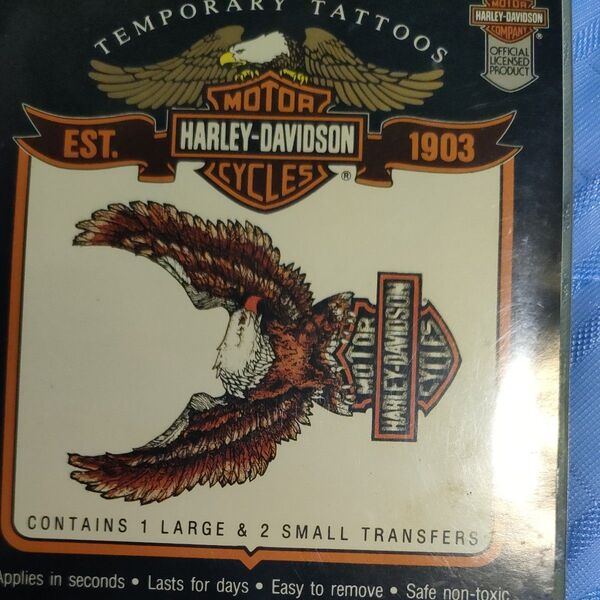 TEMPORARY TATTOOS
MOTOR
HARLEY-DAVIDSON
COMPANY
®
OFFICIAL
LICENSED
PRODUCT
MOTOR
EST. HARLEY-DAVIDSON 1903
CYCLES ®
MOTOR
HARLEY-DAVIDSON
CYCLES
CONTAINS 1 LARGE & 2 SMALL TRANSFERS
Applies in seconds • Lasts for days • Easy to remove • Safe non-toxic